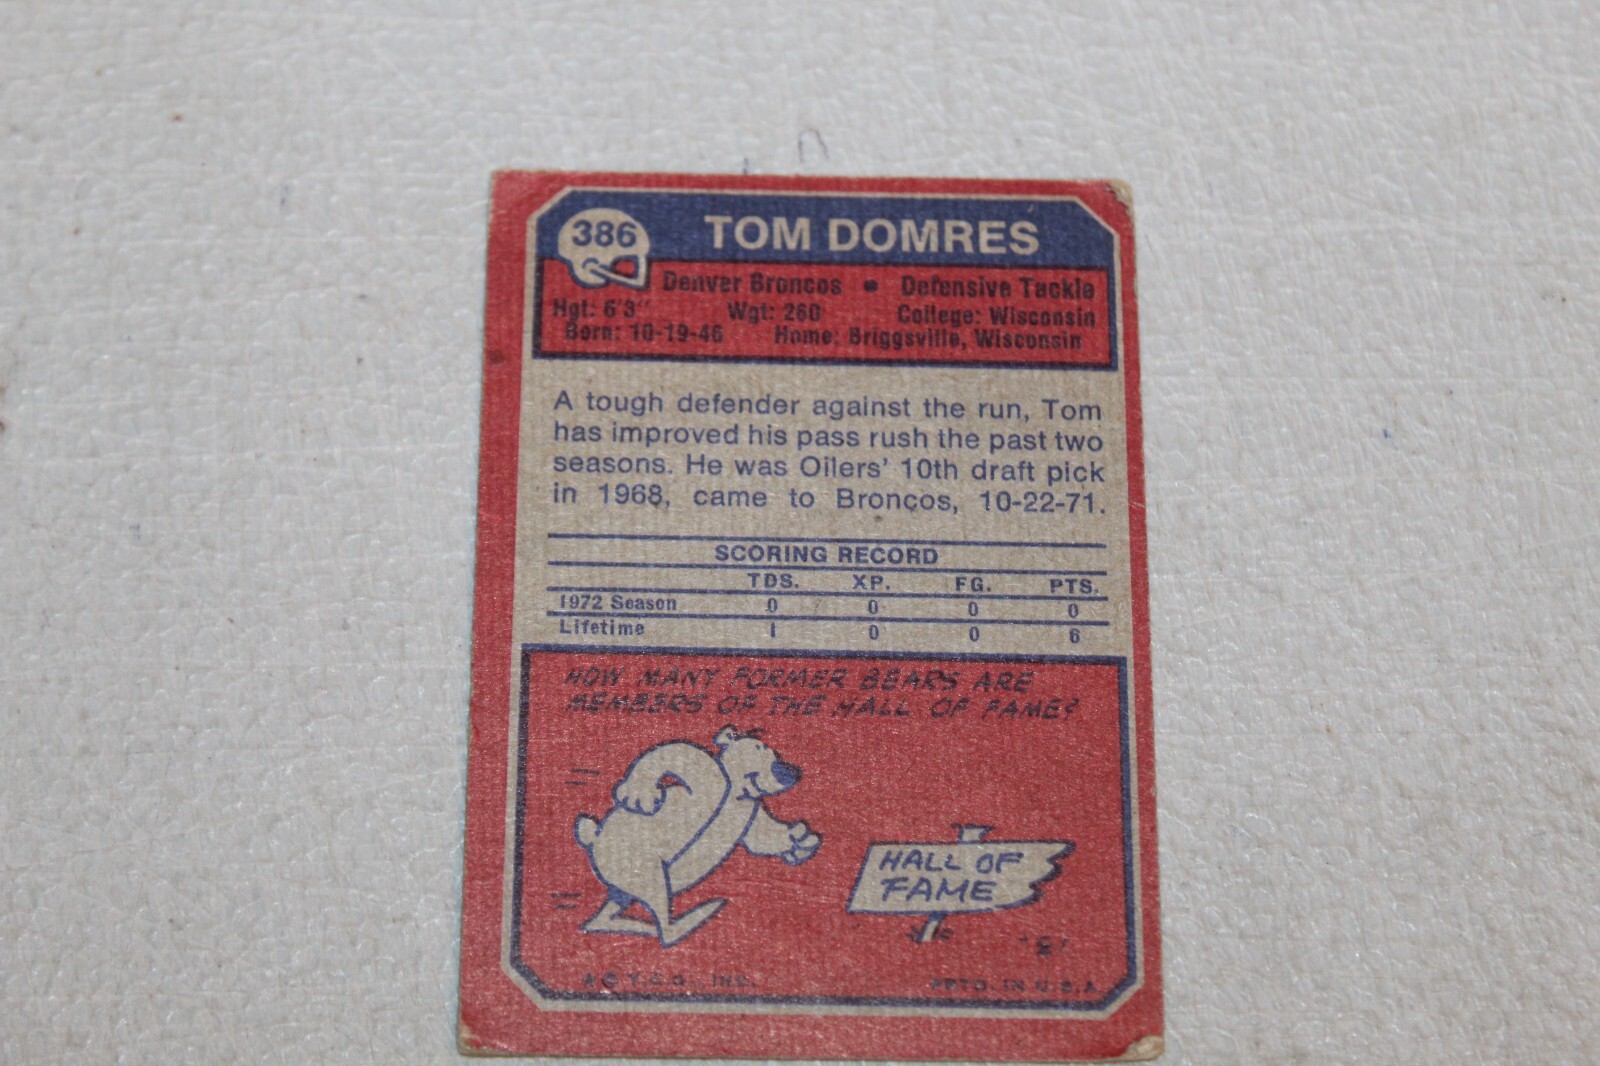 386 TOM DOMRES
Denver Broncos • Defensive Tackle
Hgt: 6'3" Wgt: 260 College: Wisconsin
Born: 10-19-46 Home: Briggsville, Wisconsin
A tough defender against the run, Tom
has improved his pass rush the past two
seasons. He was Oilers' 10th draft pick
in 1968, came to Broncos, 10-22-71.
SCORING RECORD
TDS. XP. FG. PTS.
1972 Season 0 0 0 0
Lifetime 1 0 0 6
HOW MANY FORMER BEARS ARE
MEMBERS OF THE HALL OF FAME?
HALL OF
FAME
© T.C.G., INC. PRTD. IN U.S.A.